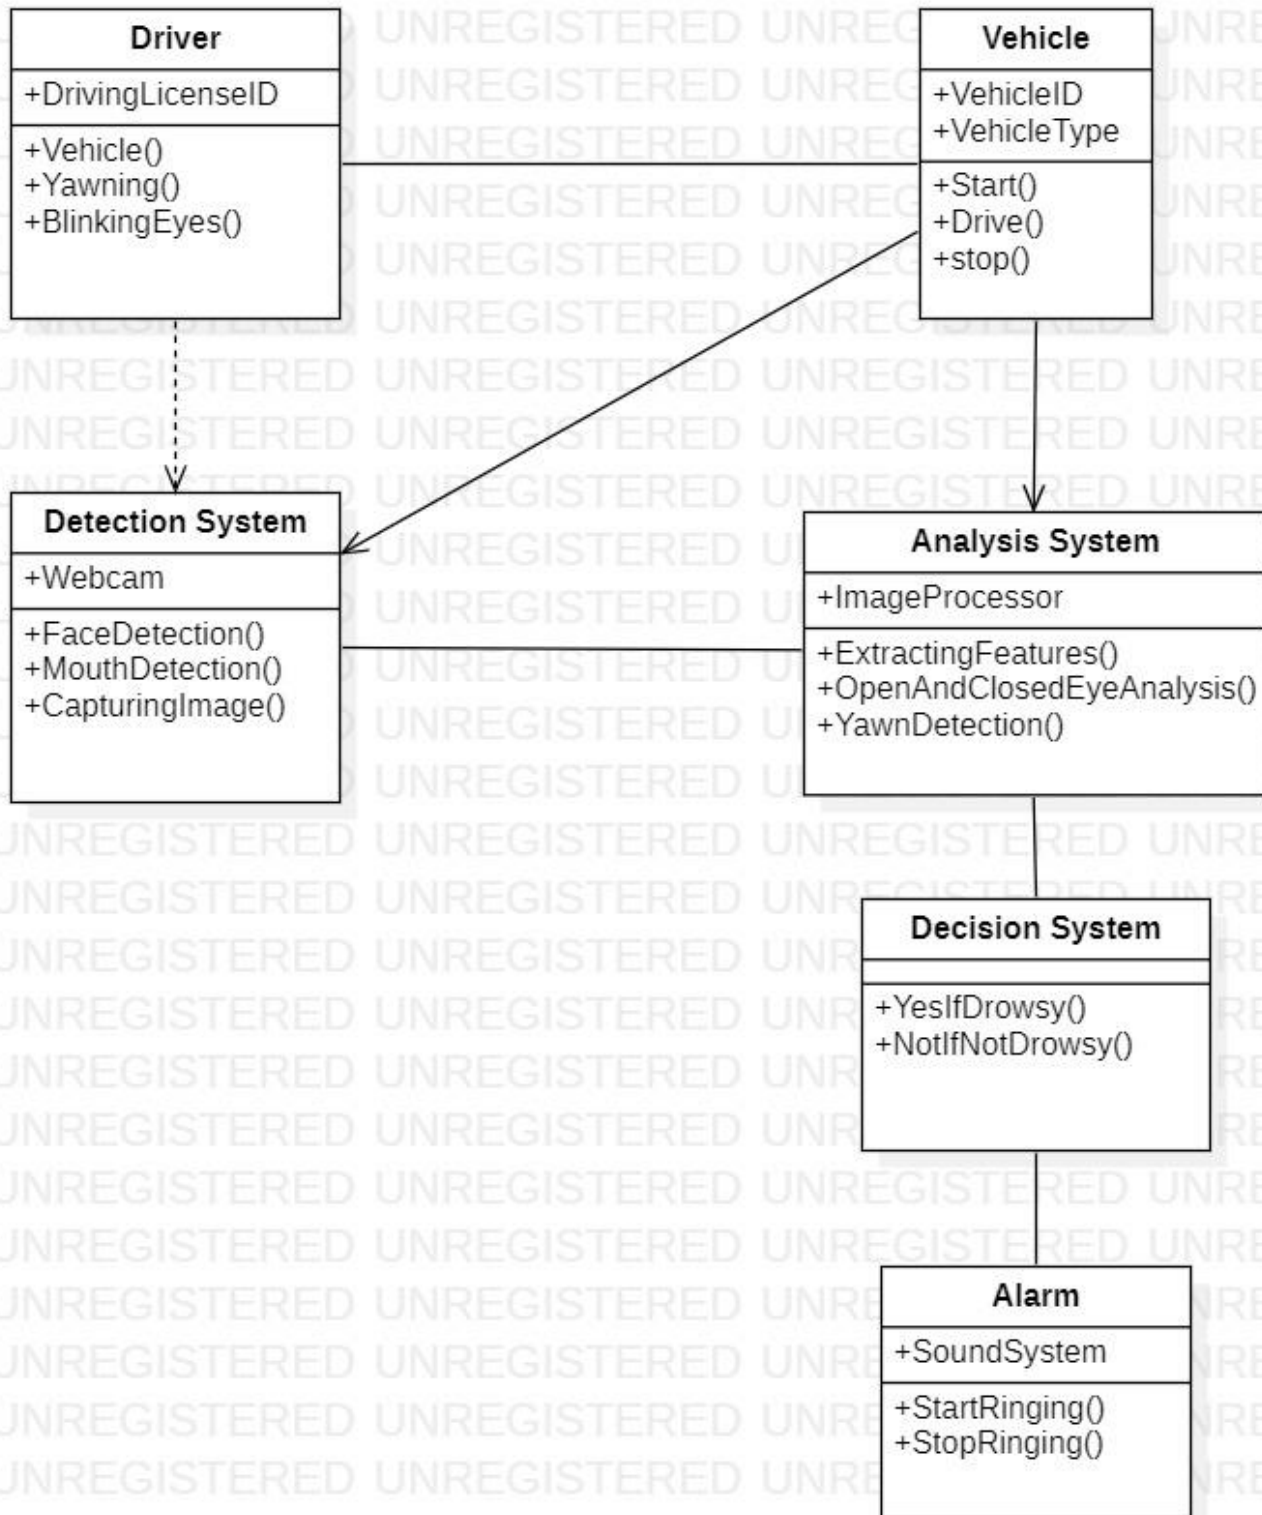 Driver
+DrivingLicenseID
+Vehicle()
+Yawning()
+BlinkingEyes()
Vehicle
+VehicleID
+VehicleType
+Start()
+Drive()
+stop()
Detection System
+Webcam
+FaceDetection()
+MouthDetection()
+CapturingImage()
Analysis System
+ImageProcessor
+ExtractingFeatures()
+OpenAndClosedEyeAnalysis()
+YawnDetection()
Decision System
+YesIfDrowsy()
+NotIfNotDrowsy()
Alarm
+SoundSystem
+StartRinging()
+StopRinging()
UNREGISTERED